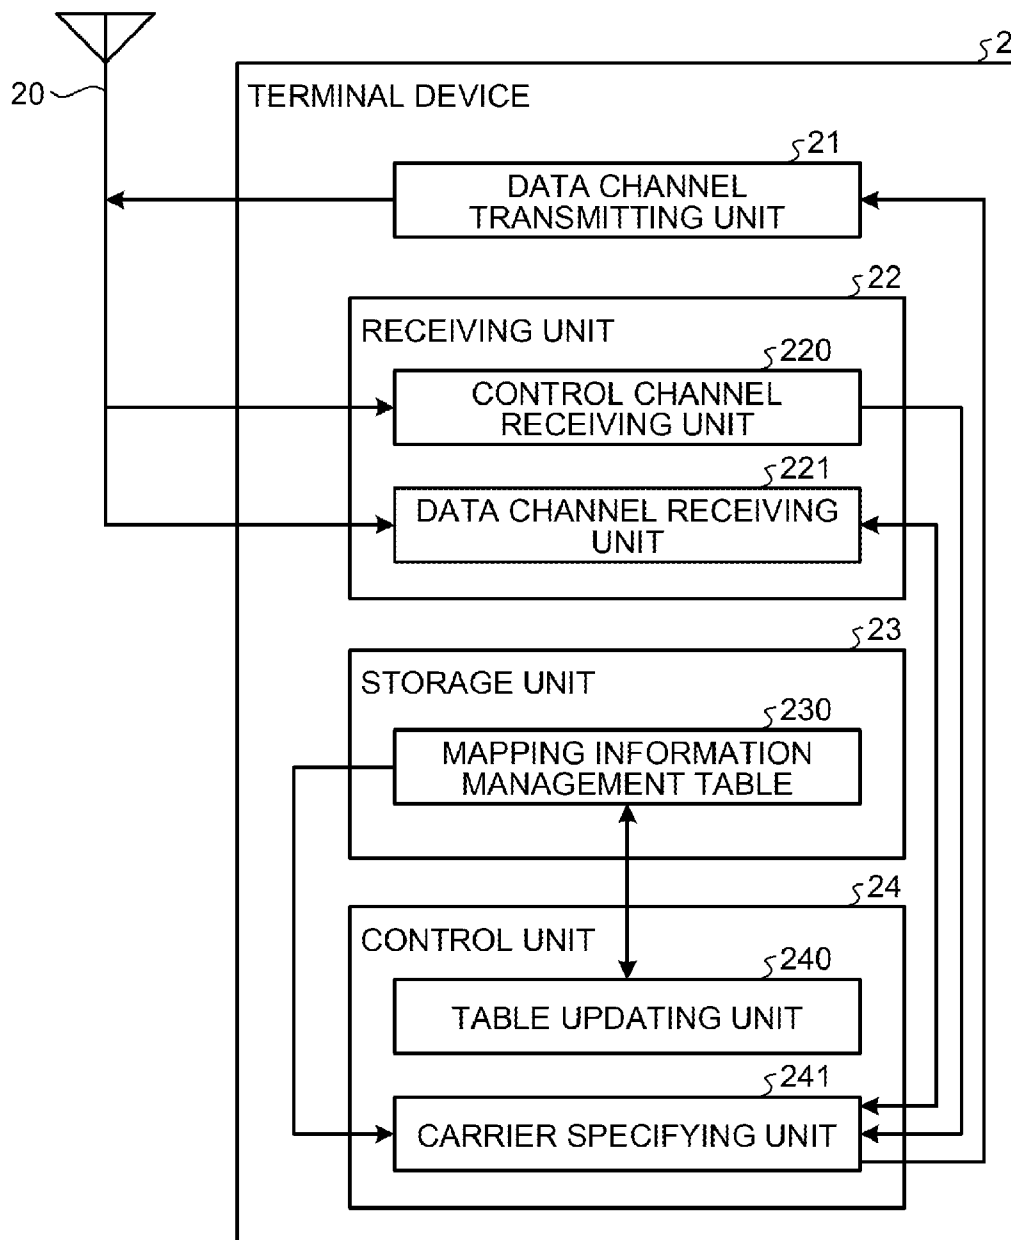 2
20
TERMINAL DEVICE
21
DATA CHANNEL
TRANSMITTING UNIT
22
RECEIVING UNIT
220
CONTROL CHANNEL
RECEIVING UNIT
221
DATA CHANNEL RECEIVING
UNIT
23
STORAGE UNIT
230
MAPPING INFORMATION
MANAGEMENT TABLE
24
CONTROL UNIT
240
TABLE UPDATING UNIT
241
CARRIER SPECIFYING UNIT